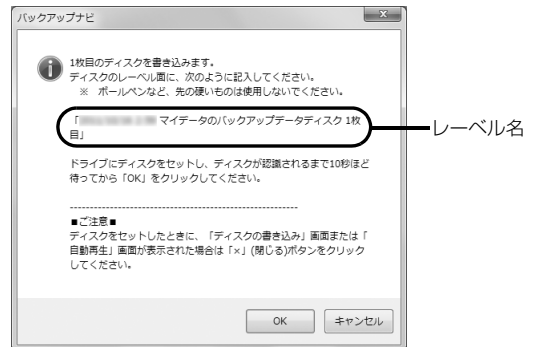 バックアップナビ
1枚目のディスクを書き込みます。
ディスクのレーベル面に、次のように記入してください。
※ ボールペンなど、先の硬いものは使用しないでください。
「 マイデータのバックアップデータディスク 1枚
目」
レーベル名
ドライブにディスクをセットし、ディスクが認識されるまで10秒ほど
待ってから「OK」をクリックしてください。
--------------------------------------------------------
■ご注意■
ディスクをセットしたときに、「ディスクの書き込み」画面または「
自動再生」画面が表示された場合は「×」(閉じる)ボタンをクリック
してください。
OK
キャンセル